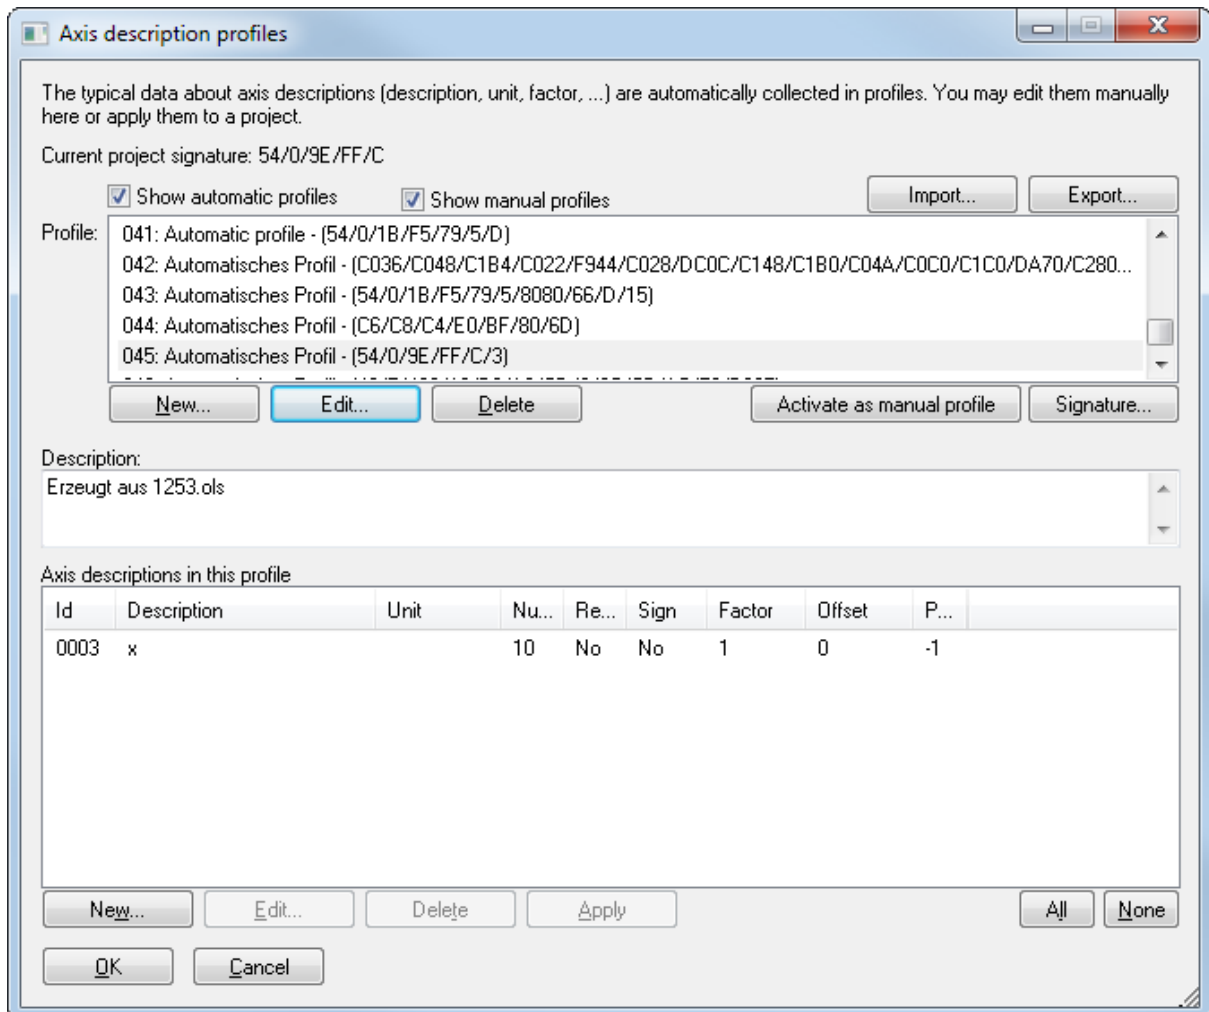 Axis description profiles
The typical data about axis descriptions (description, unit, factor, ...) are automatically collected in profiles. You may edit them manually
here or apply them to a project.
Current project signature: 54/0/9E/FF/C
Show automatic profiles Show manual profiles Import... Export...
Profile: 041: Automatic profile - (54/0/1B/F5/79/5/D)
042: Automatisches Profil - (C036/C048/C1B4/C022/F944/C028/DC0C/C148/C1B0/C04A/C0C0/C1C0/DA70/C280...
043: Automatisches Profil - (54/0/1B/F5/79/5/8080/66/D/15)
044: Automatisches Profil - (C6/C8/C4/E0/BF/80/6D)
045: Automatisches Profil - (54/0/9E/FF/C/3)
New... Edit... Delete Activate as manual profile Signature...
Description:
Erzeugt aus 1253.ols
Axis descriptions in this profile
Id Description Unit Nu... Re... Sign Factor Offset P...
0003 x 10 No No 1 0 -1
New... Edit... Delete Apply All None
OK Cancel